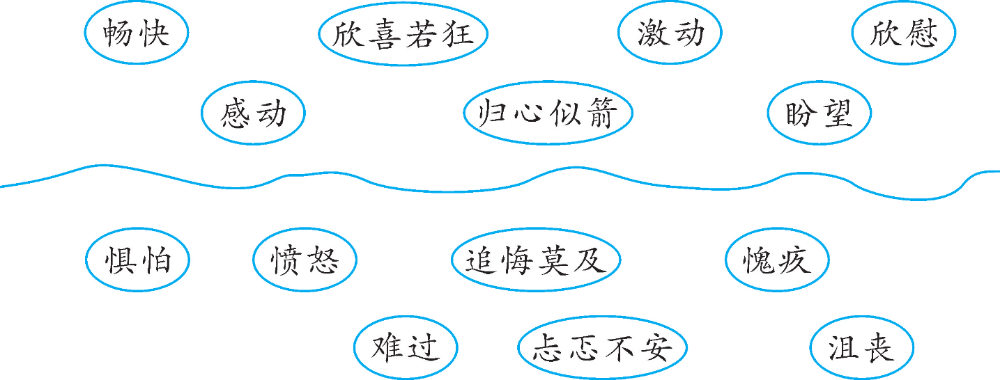 畅快 欣喜若狂 激动 欣慰
感动 归心似箭 盼望
惧怕 愤怒 追悔莫及 愧疚
难过 忐忑不安 沮丧